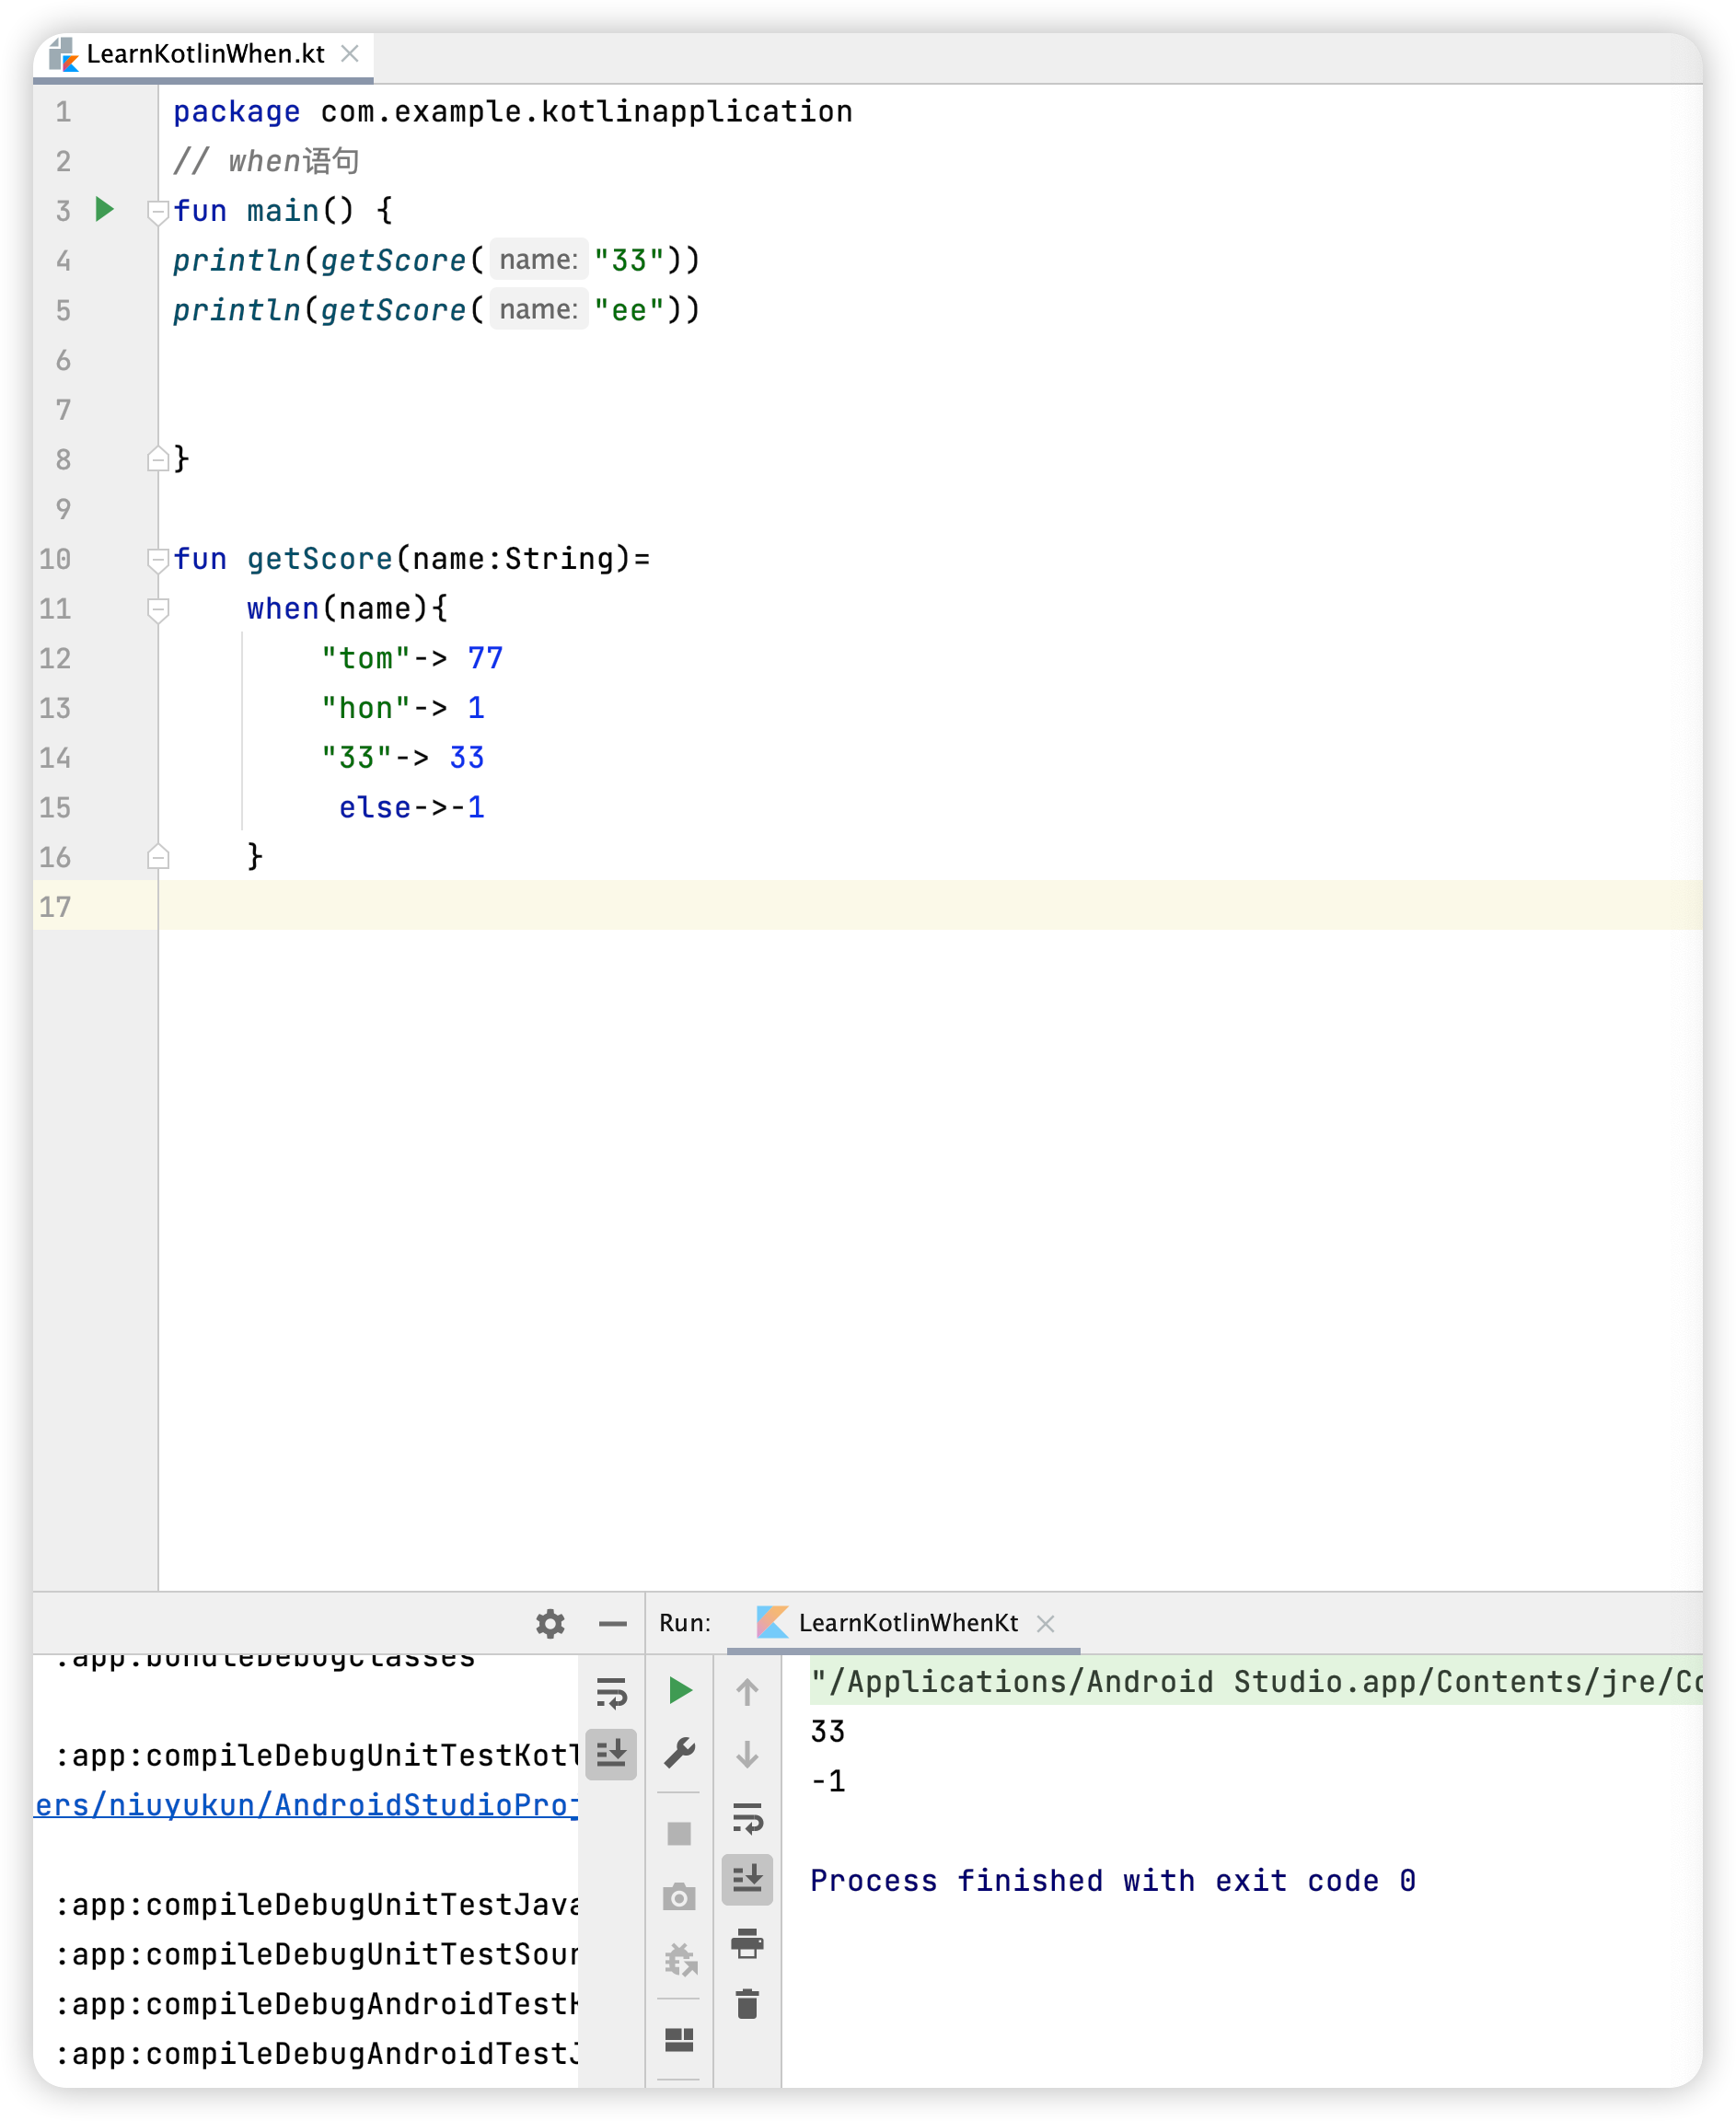 LearnKotlinWhen.kt
1 package com.example.kotlinapplication
2 // when语句
3 fun main() {
4 println(getScore( name: "33"))
5 println(getScore( name: "ee"))
6
7
8 }
9
10 fun getScore(name:String)=
11 when(name){
12 "tom"-> 77
13 "hon"-> 1
14 "33"-> 33
15 else->-1
16 }
17
Run: LearnKotlinWhenKt
:app:bundleDebugClasses
:app:compileDebugUnitTestKotl
ers/niuyukun/AndroidStudioProj
:app:compileDebugUnitTestJava
:app:compileDebugUnitTestSour
:app:compileDebugAndroidTestK
:app:compileDebugAndroidTestJ
"/Applications/Android Studio.app/Contents/jre/Co
33
-1
Process finished with exit code 0